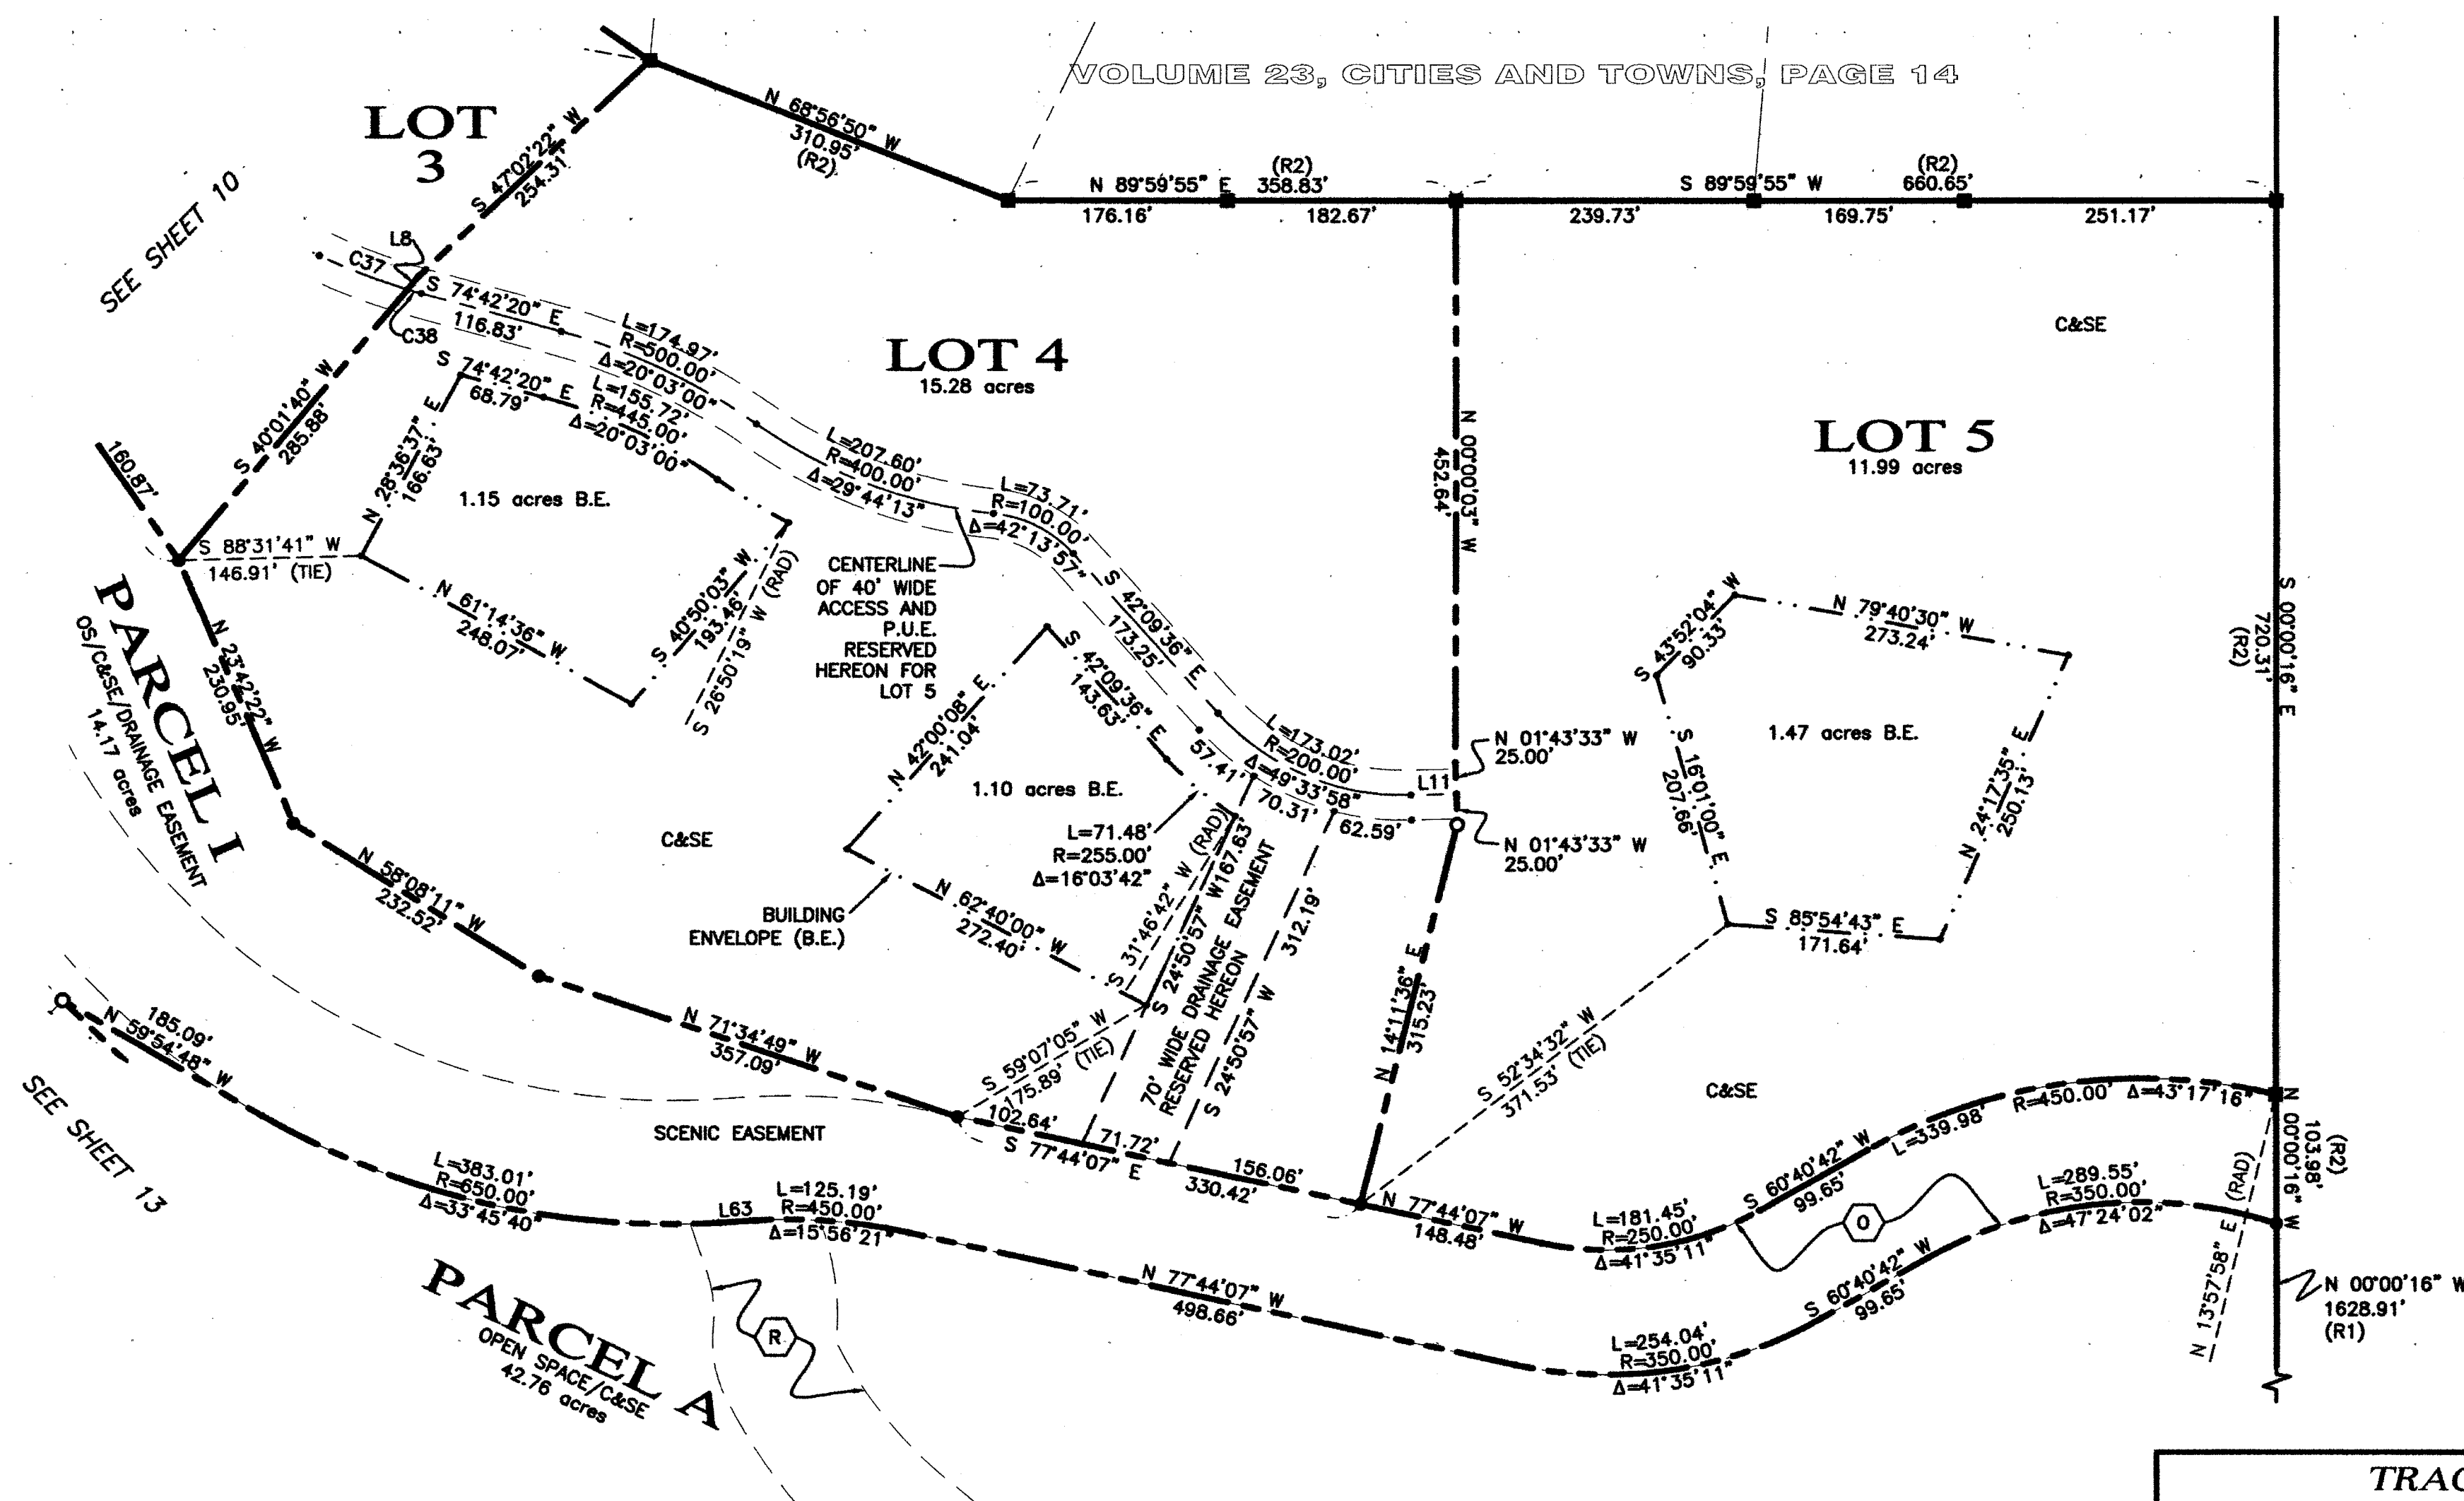 VOLUME 23, CITIES AND TOWNS, PAGE 14
LOT
3
SEE SHEET 10
S 47°02'22" W
254.31'
N 68°56'50" W
310.95'
(R2)
N 89°59'55" E
(R2)
358.83'
176.16'
182.67'
S 89°59'55" W
(R2)
660.65'
239.73'
169.75'
251.17'
L8
C37
C38
S 74°42'20" E
116.83'
L=174.97'
R=500.00'
Δ=20°03'00"
LOT 4
15.28 acres
C&SE
LOT 5
11.99 acres
S 74°42'20" E
68.79'
L=155.72'
R=445.00'
Δ=20°03'00"
L=207.60'
R=400.00'
Δ=29°44'13"
L=73.71'
R=100.00'
Δ=42°13'57"
N 00°00'03" W
452.64'
S 40°01'40" W
285.88'
N 28°36'37" E
166.63'
1.15 acres B.E.
160.87'
S 88°31'41" W
146.91' (TIE)
N 61°14'36" W
248.07'
S 40°50'03" W
193.46'
S 26°50'19" W (RAD)
CENTERLINE
OF 40' WIDE
ACCESS AND
P.U.E.
RESERVED
HEREON FOR
LOT 5
S 42°09'36" E
173.25'
S 42°09'36" E
143.63'
N 42°00'08" E
241.04'
1.10 acres B.E.
57.41'
L=173.02'
R=200.00'
Δ=49°33'58"
70.31'
62.59'
L11
N 01°43'33" W
25.00'
N 01°43'33" W
25.00'
S 43°52'04" W
90.33'
N 79°40'30" W
273.24'
1.47 acres B.E.
S 16°01'00" E
207.66'
N 24°17'35" E
250.13'
S 85°54'43" E
171.64'
S 00°00'16" E
720.31'
(R2)
PARCEL I
OS/C&SE/DRAINAGE EASEMENT
14.17 acres
N 23°42'22" W
230.95'
C&SE
L=71.48'
R=255.00'
Δ=16°03'42"
BUILDING
ENVELOPE (B.E.)
N 62°40'00" W
272.40'
S 31°46'42" W (RAD)
S 24°50'57" W 167.63'
70' WIDE DRAINAGE EASEMENT
RESERVED HEREON
S 24°50'57" W
312.19'
N 14°11'36" E
315.23'
S 52°34'32" W
371.53' (TIE)
C&SE
N 58°08'11" W
232.52'
N 71°34'49" W
357.09'
S 59°07'05" W
175.89' (TIE)
185.09'
N 59°54'48" W
SEE SHEET 13
SCENIC EASEMENT
102.64'
71.72'
156.06'
S 77°44'07" E
330.42'
N 77°44'07" W
148.48'
L=181.45'
R=250.00'
Δ=41°35'11"
S 60°40'42" W
99.65'
L=339.98'
R=450.00'
Δ=43°17'16"
N 00°00'16" W
103.98'
(R2)
L=383.01'
R=650.00'
Δ=33°45'40"
L63
L=125.19'
R=450.00'
Δ=15°56'21"
O
L=289.55'
R=350.00'
Δ=47°24'02"
N 13°57'58" E (RAD)
PARCEL A
OPEN SPACE/C&SE
42.76 acres
R
N 77°44'07" W
498.66'
L=254.04'
R=350.00'
Δ=41°35'11"
S 60°40'42" W
99.65'
N 00°00'16" W
1628.91'
(R1)
TRAC